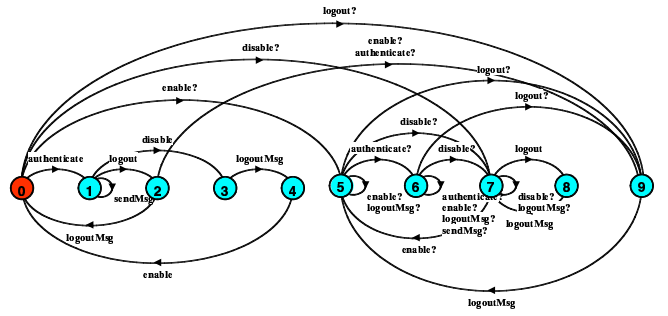 logout?
enable?
disable?
authenticate?
logout?
enable?
logout?
disable?
disable
authenticate?
disable?
authenticate
logout
logoutMsg
logout
0
1
2
3
4
5
6
7
8
9
sendMsg
enable?
logoutMsg?
authenticate?
enable?
logoutMsg?
sendMsg?
disable?
logoutMsg?
logoutMsg
logoutMsg
enable?
enable
logoutMsg